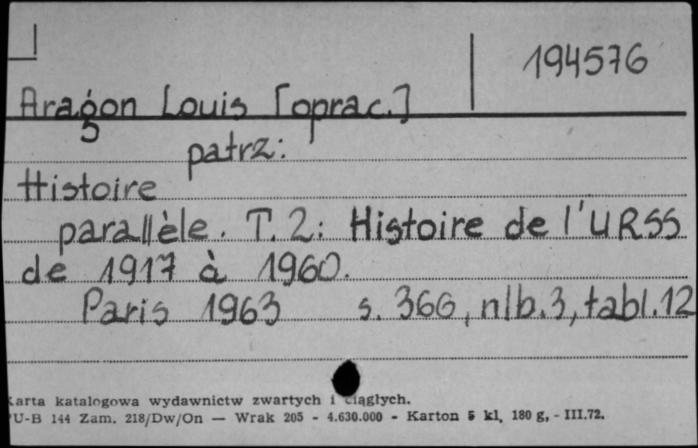 194576
Aragon Louis [oprac.]
patrz:
Histoire
parallèle. T. 2: Histoire de l'URSS
de 1917 à 1960.
Paris 1963 s. 366, nlb. 3, tabl. 12
Karta katalogowa wydawnictw zwartych i ciągłych.
PU-B 144 Zam. 218/Dw/On — Wrak 205 - 4.630.000 - Karton 5 kl. 180 g, - III.72.